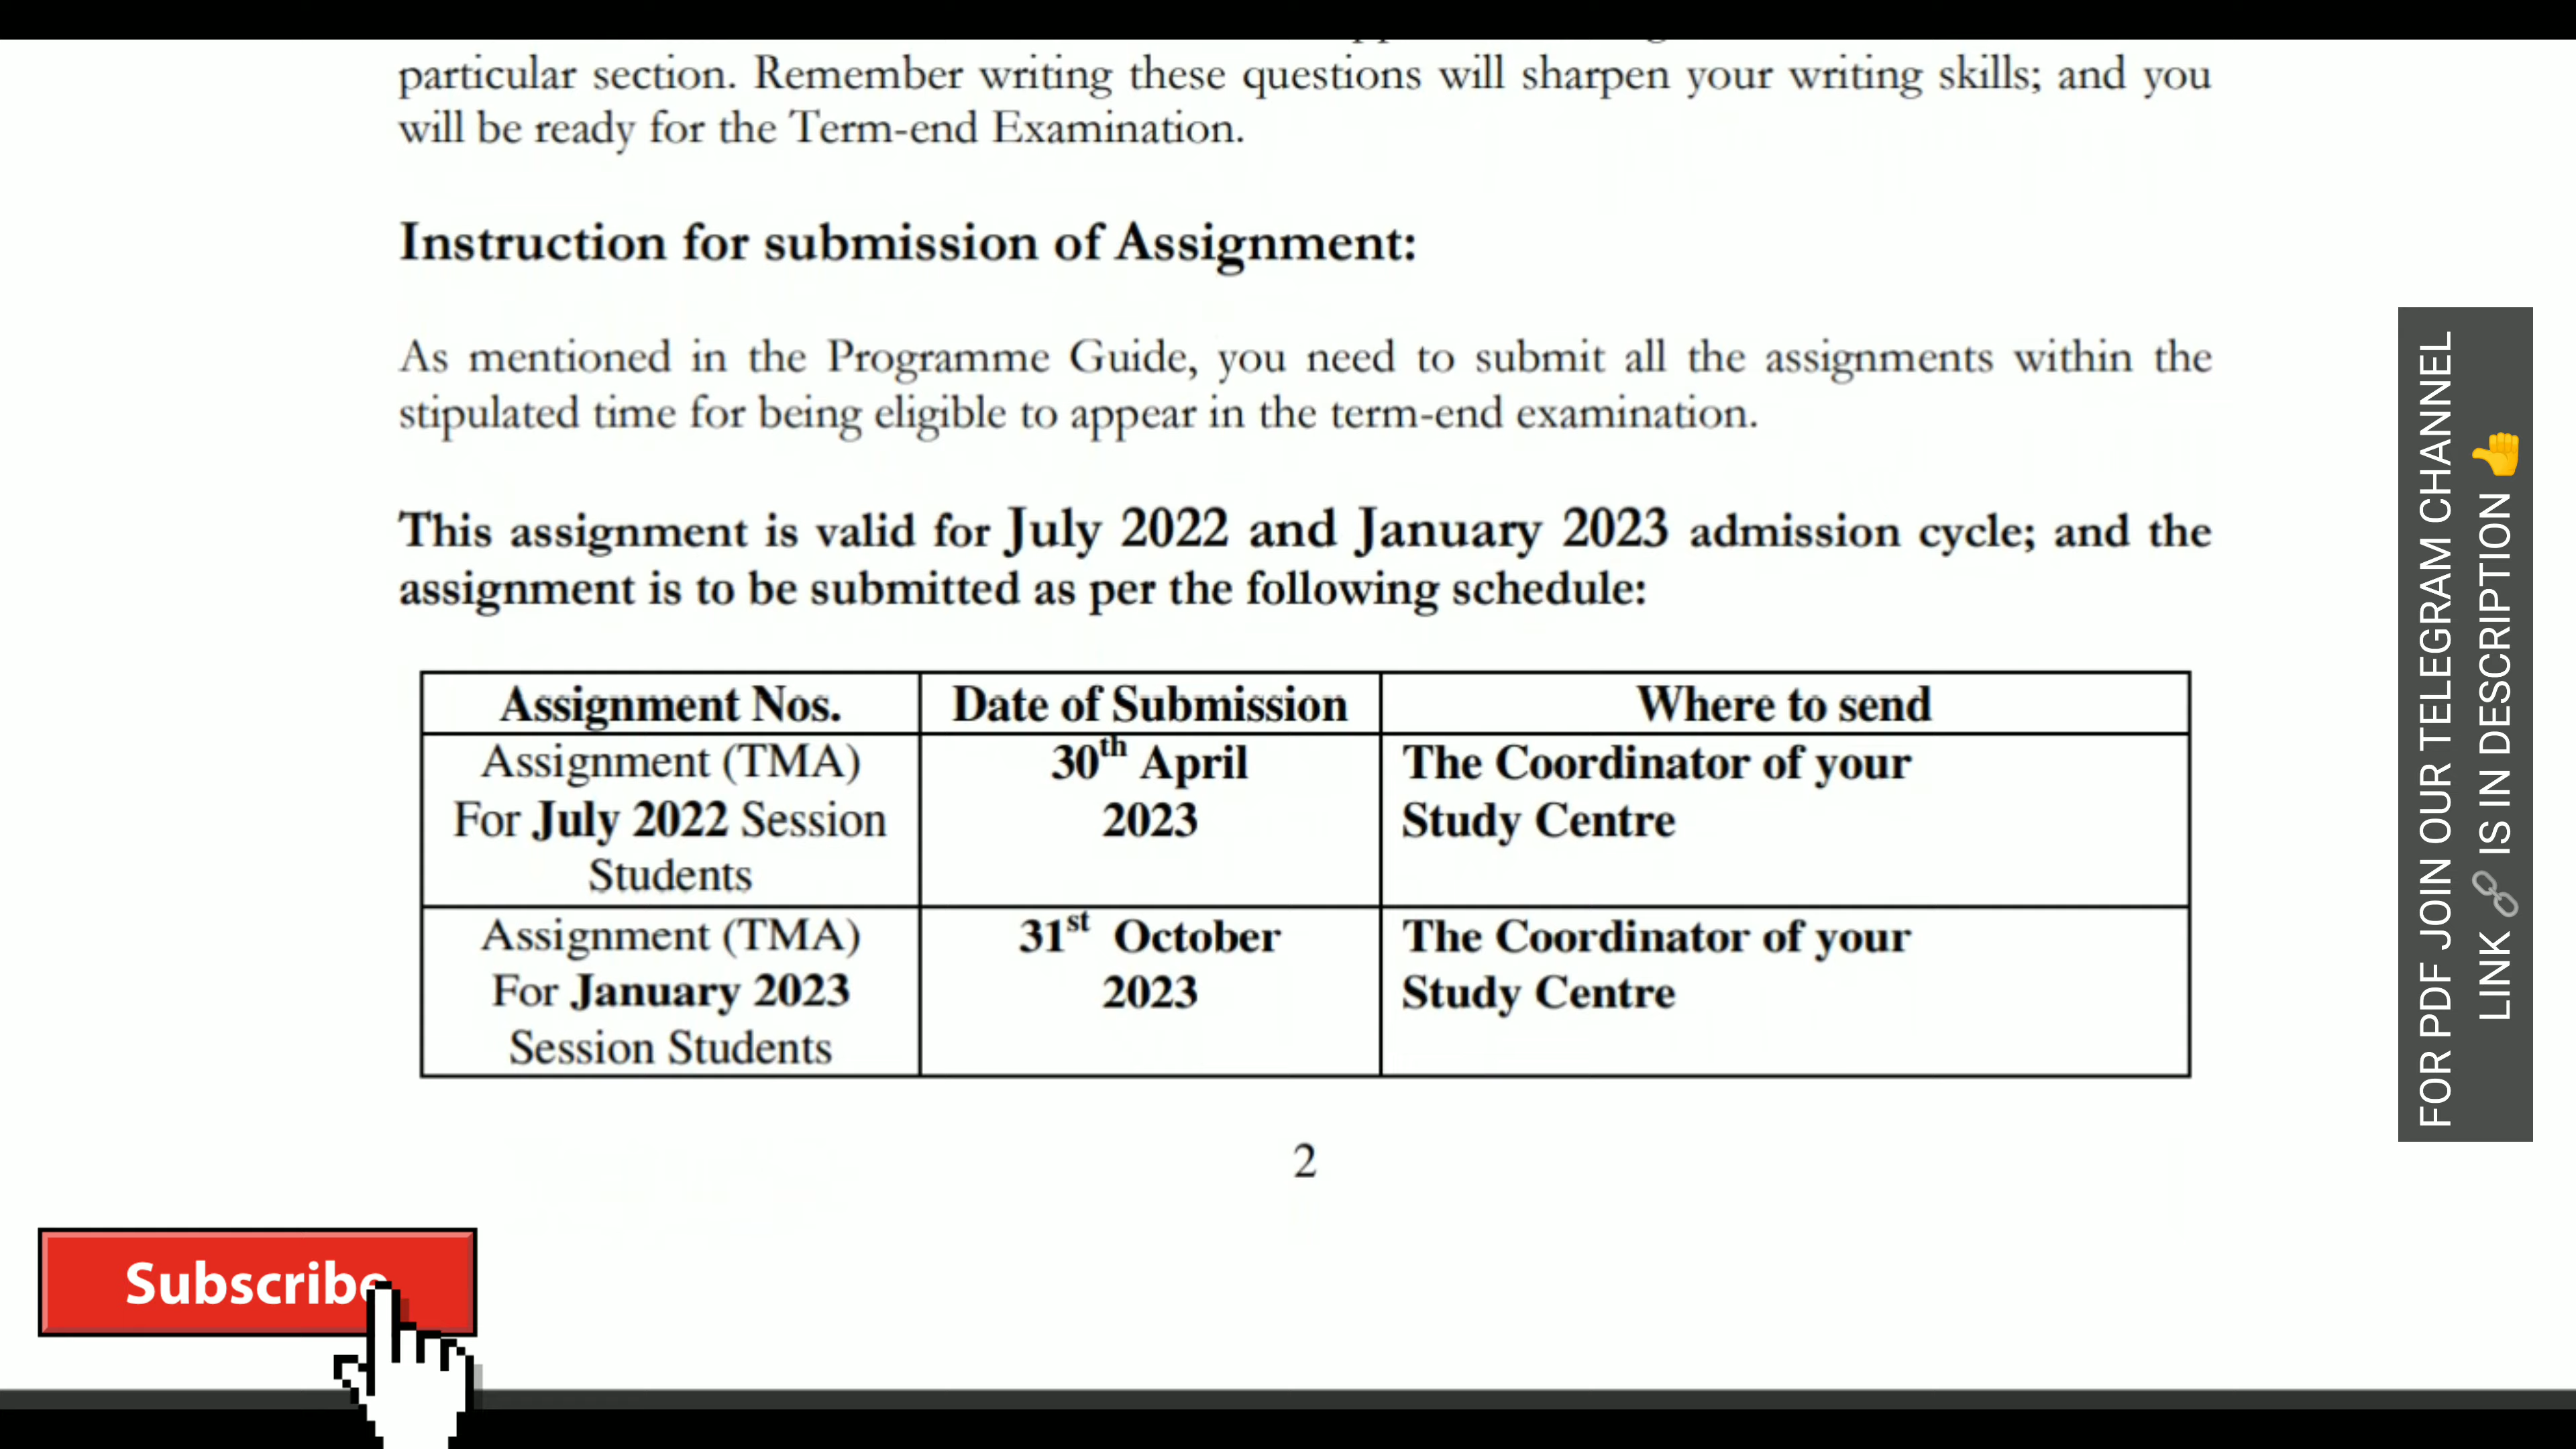 particular section. Remember writing these questions will sharpen your writing skills; and you
will be ready for the Term-end Examination.
Instruction for submission of Assignment:
As mentioned in the Programme Guide, you need to submit all the assignments within the
stipulated time for being eligible to appear in the term-end examination.
This assignment is valid for July 2022 and January 2023 admission cycle; and the
assignment is to be submitted as per the following schedule:
Assignment Nos. Date of Submission Where to send
Assignment (TMA) 30th April The Coordinator of your
For July 2022 Session 2023 Study Centre
Students
Assignment (TMA) 31st October The Coordinator of your
For January 2023 2023 Study Centre
Session Students
2
Subscribe
FOR PDF JOIN OUR TELEGRAM CHANNEL
LINK 🔗 IS IN DESCRIPTION 👍